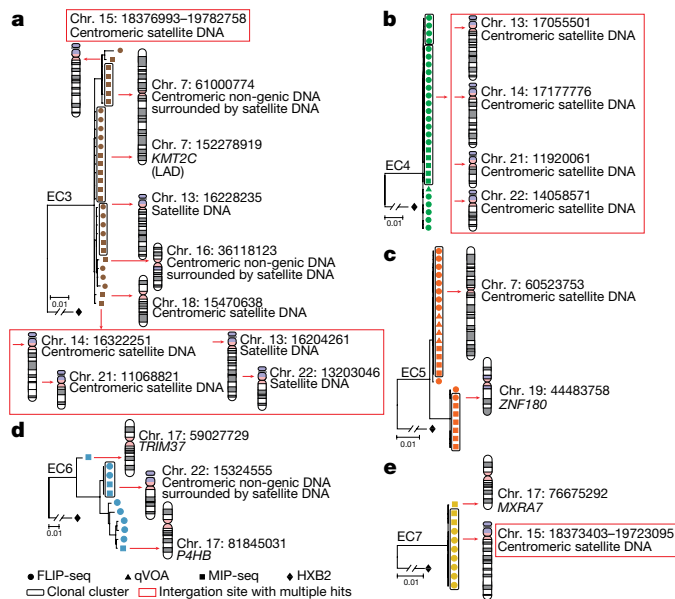 a
Chr. 15: 18376993–19782758
Centromeric satellite DNA
Chr. 7: 61000774
Centromeric non-genic DNA
surrounded by satellite DNA
Chr. 7: 152278919
KMT2C
(LAD)
EC3
Chr. 13: 16228235
Satellite DNA
Chr. 16: 36118123
Centromeric non-genic DNA
surrounded by satellite DNA
0.01
Chr. 18: 15470638
Centromeric satellite DNA
Chr. 14: 16322251
Centromeric satellite DNA
Chr. 13: 16204261
Satellite DNA
Chr. 21: 11068821
Centromeric satellite DNA
Chr. 22: 13203046
Satellite DNA
b
Chr. 13: 17055501
Centromeric satellite DNA
Chr. 14: 17177776
Centromeric satellite DNA
Chr. 21: 11920061
Centromeric satellite DNA
EC4
Chr. 22: 14058571
Centromeric satellite DNA
0.01
c
Chr. 7: 60523753
Centromeric satellite DNA
EC5
Chr. 19: 44483758
ZNF180
0.01
d
Chr. 17: 59027729
TRIM37
EC6
Chr. 22: 15324555
Centromeric non-genic DNA
surrounded by satellite DNA
0.01
Chr. 17: 81845031
P4HB
e
Chr. 17: 76675292
MXRA7
EC7
Chr. 15: 18373403–19723095
Centromeric satellite DNA
0.01
FLIP-seq qVOA MIP-seq HXB2
Clonal cluster Intergation site with multiple hits